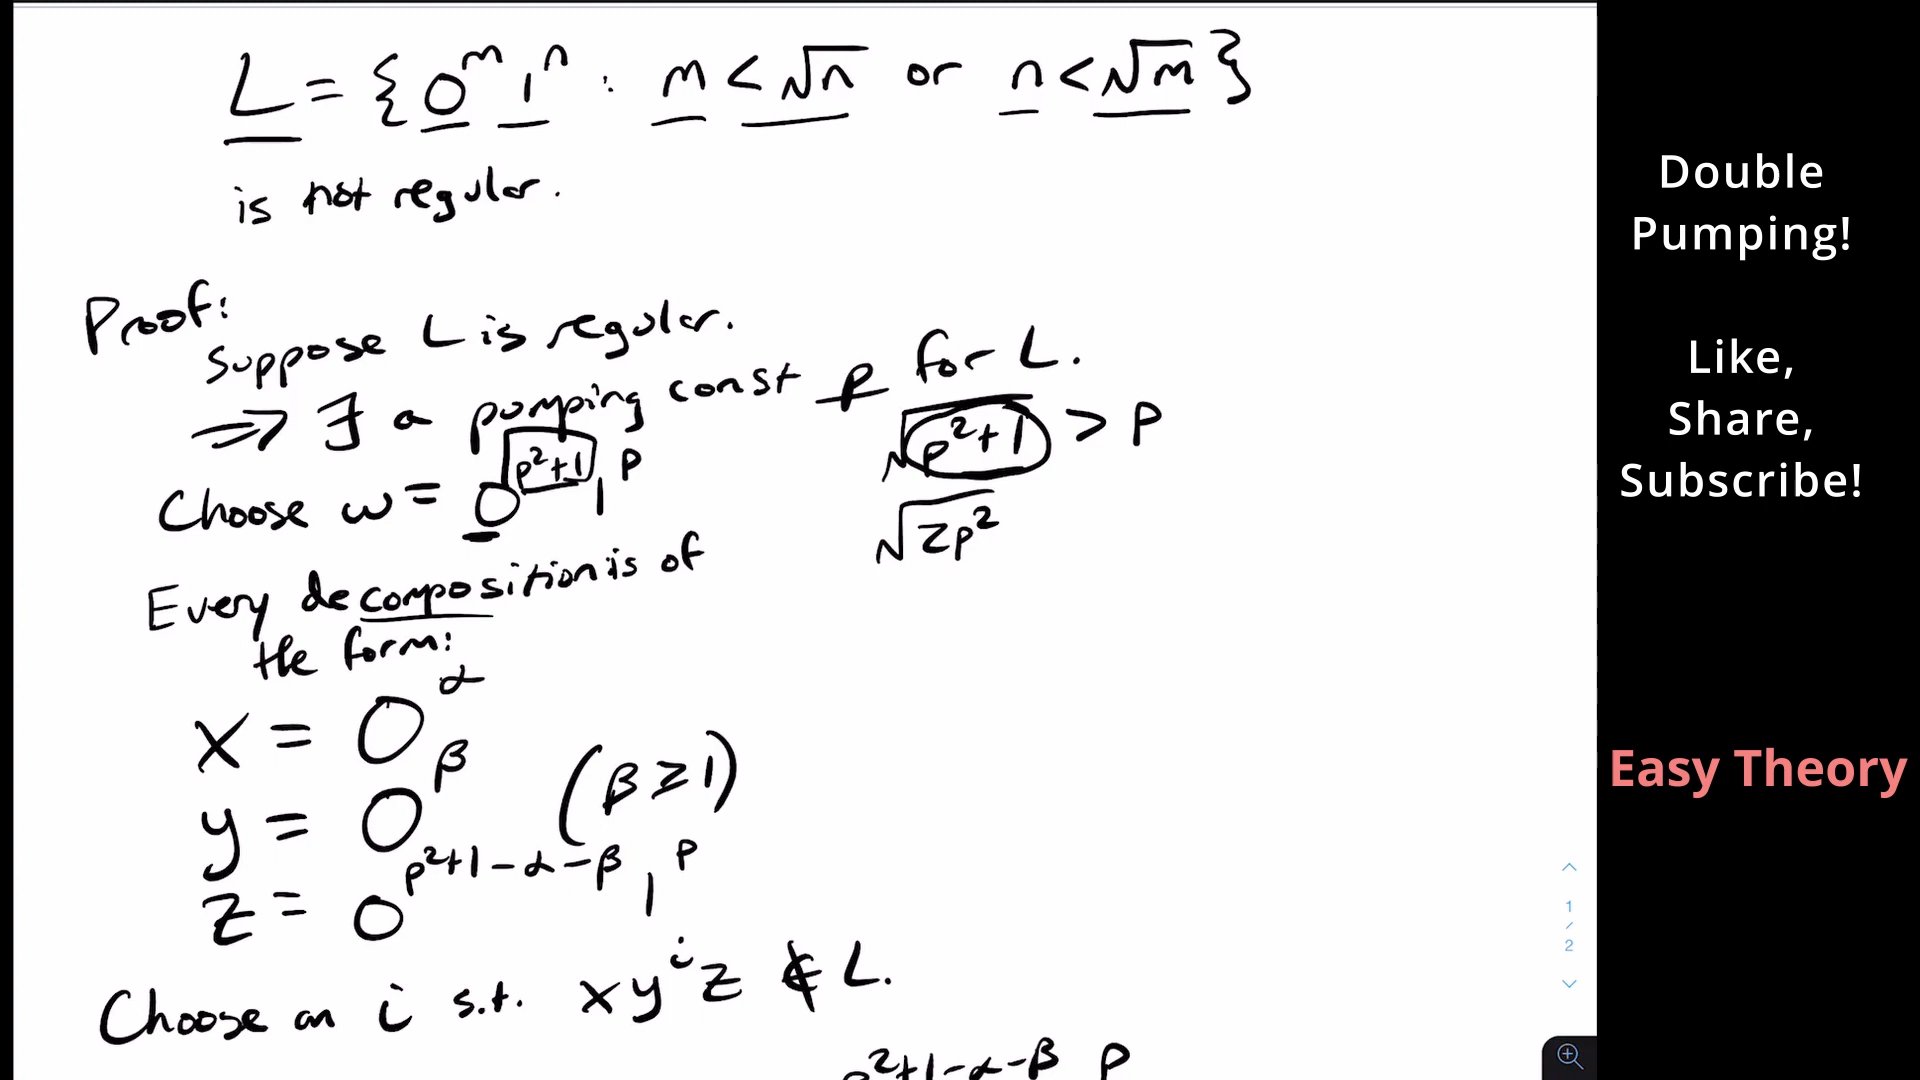 L = { 0^m 1^n : m < √n or n < √m }
is not regular.
Proof:
Suppose L is regular.
⇒ ∃ a pumping const p for L.
√(p²+1) > p
Choose w = 0^(p²+1) 1^p
√(2p²)
Every decomposition is of
the form:
x = 0^α
y = 0^β (β ≥ 1)
z = 0^(p²+1-α-β) 1^p
Choose an i s.t. x y^i z ∉ L.
p²+1-α-β p
Double
Pumping!
Like,
Share,
Subscribe!
Easy Theory
1
/
2